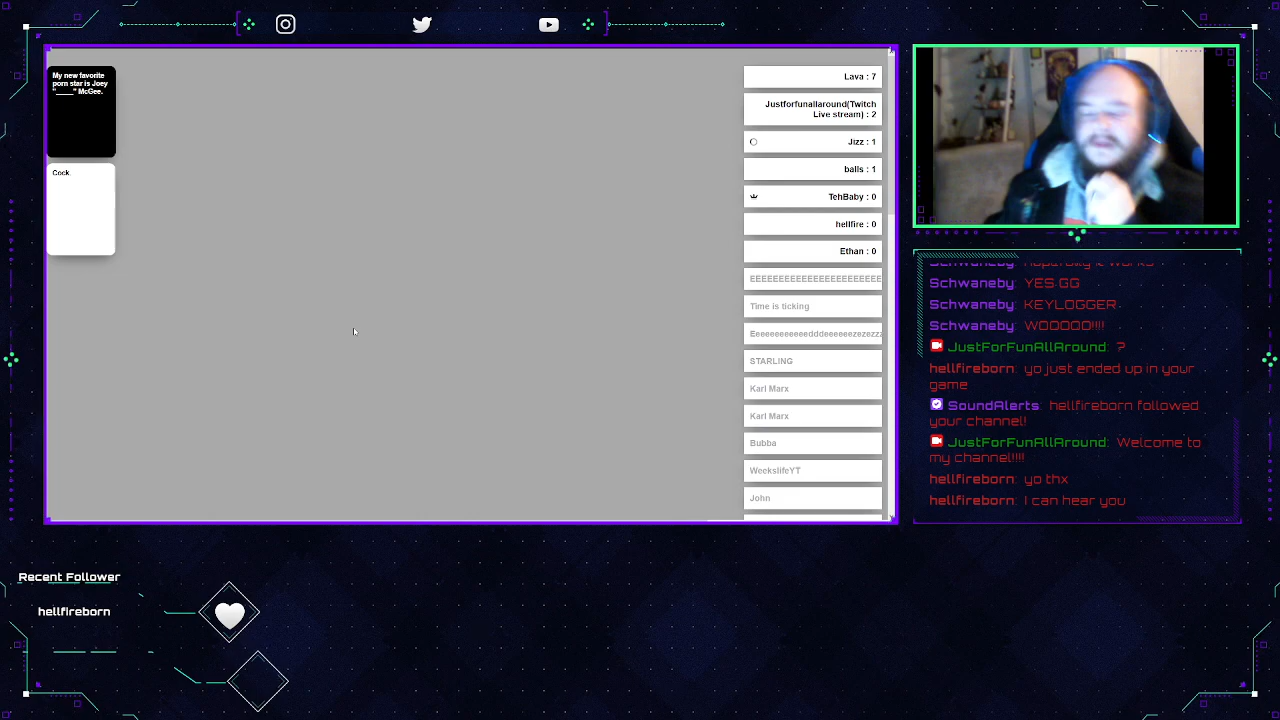 My new favorite
porn star is Joey
"_____" McGee.
Cock
Lava : 7
Justforfunallaround(Twitch
Live stream) : 2
Jizz : 1
balls : 1
TehBaby : 0
hellfire : 0
Ethan : 0
Time is ticking
STARLING
Karl Marx
Karl Marx
Bubba
WeekslifeYT
John
Schwaneby: YES GG
Schwaneby: KEYLOGGER
Schwaneby: WOOOOO!!!!
JustForFunAllAround: ?
hellfireborn: yo just ended up in your
game
SoundAlerts: hellfireborn followed
your channel!
JustForFunAllAround: Welcome to
my channel!!!!
hellfireborn: yo thx
hellfireborn: I can hear you
Recent Follower
hellfireborn